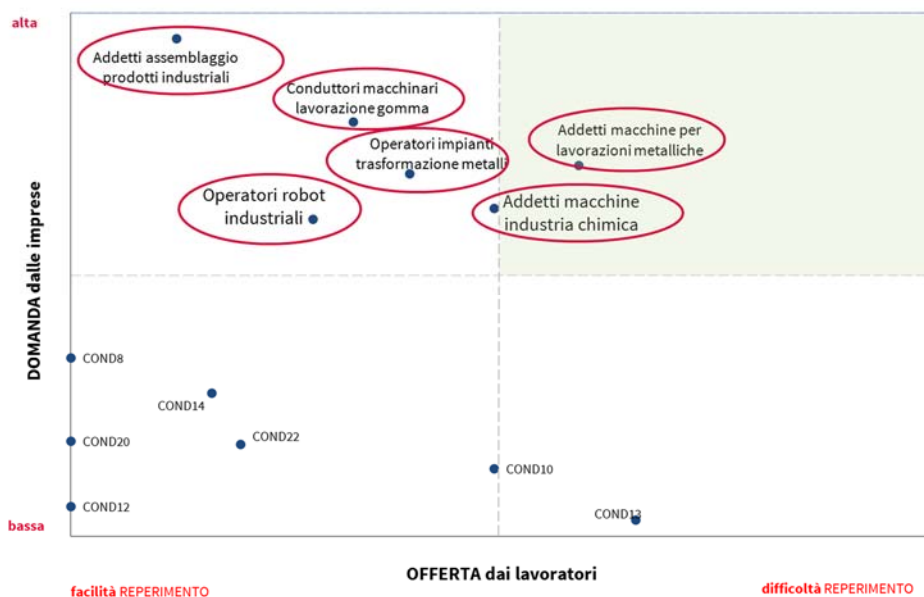 alta
Addetti assemblaggio
prodotti industriali
Conduttori macchinari
lavorazione gomma
Addetti macchine per
lavorazioni metalliche
Operatori impianti
trasformazione metalli
Operatori robot
industriali
Addetti macchine
industria chimica
DOMANDA dalle imprese
COND8
COND14
COND20
COND22
COND10
COND12
COND13
bassa
OFFERTA dai lavoratori
facilità REPERIMENTO
difficoltà REPERIMENTO